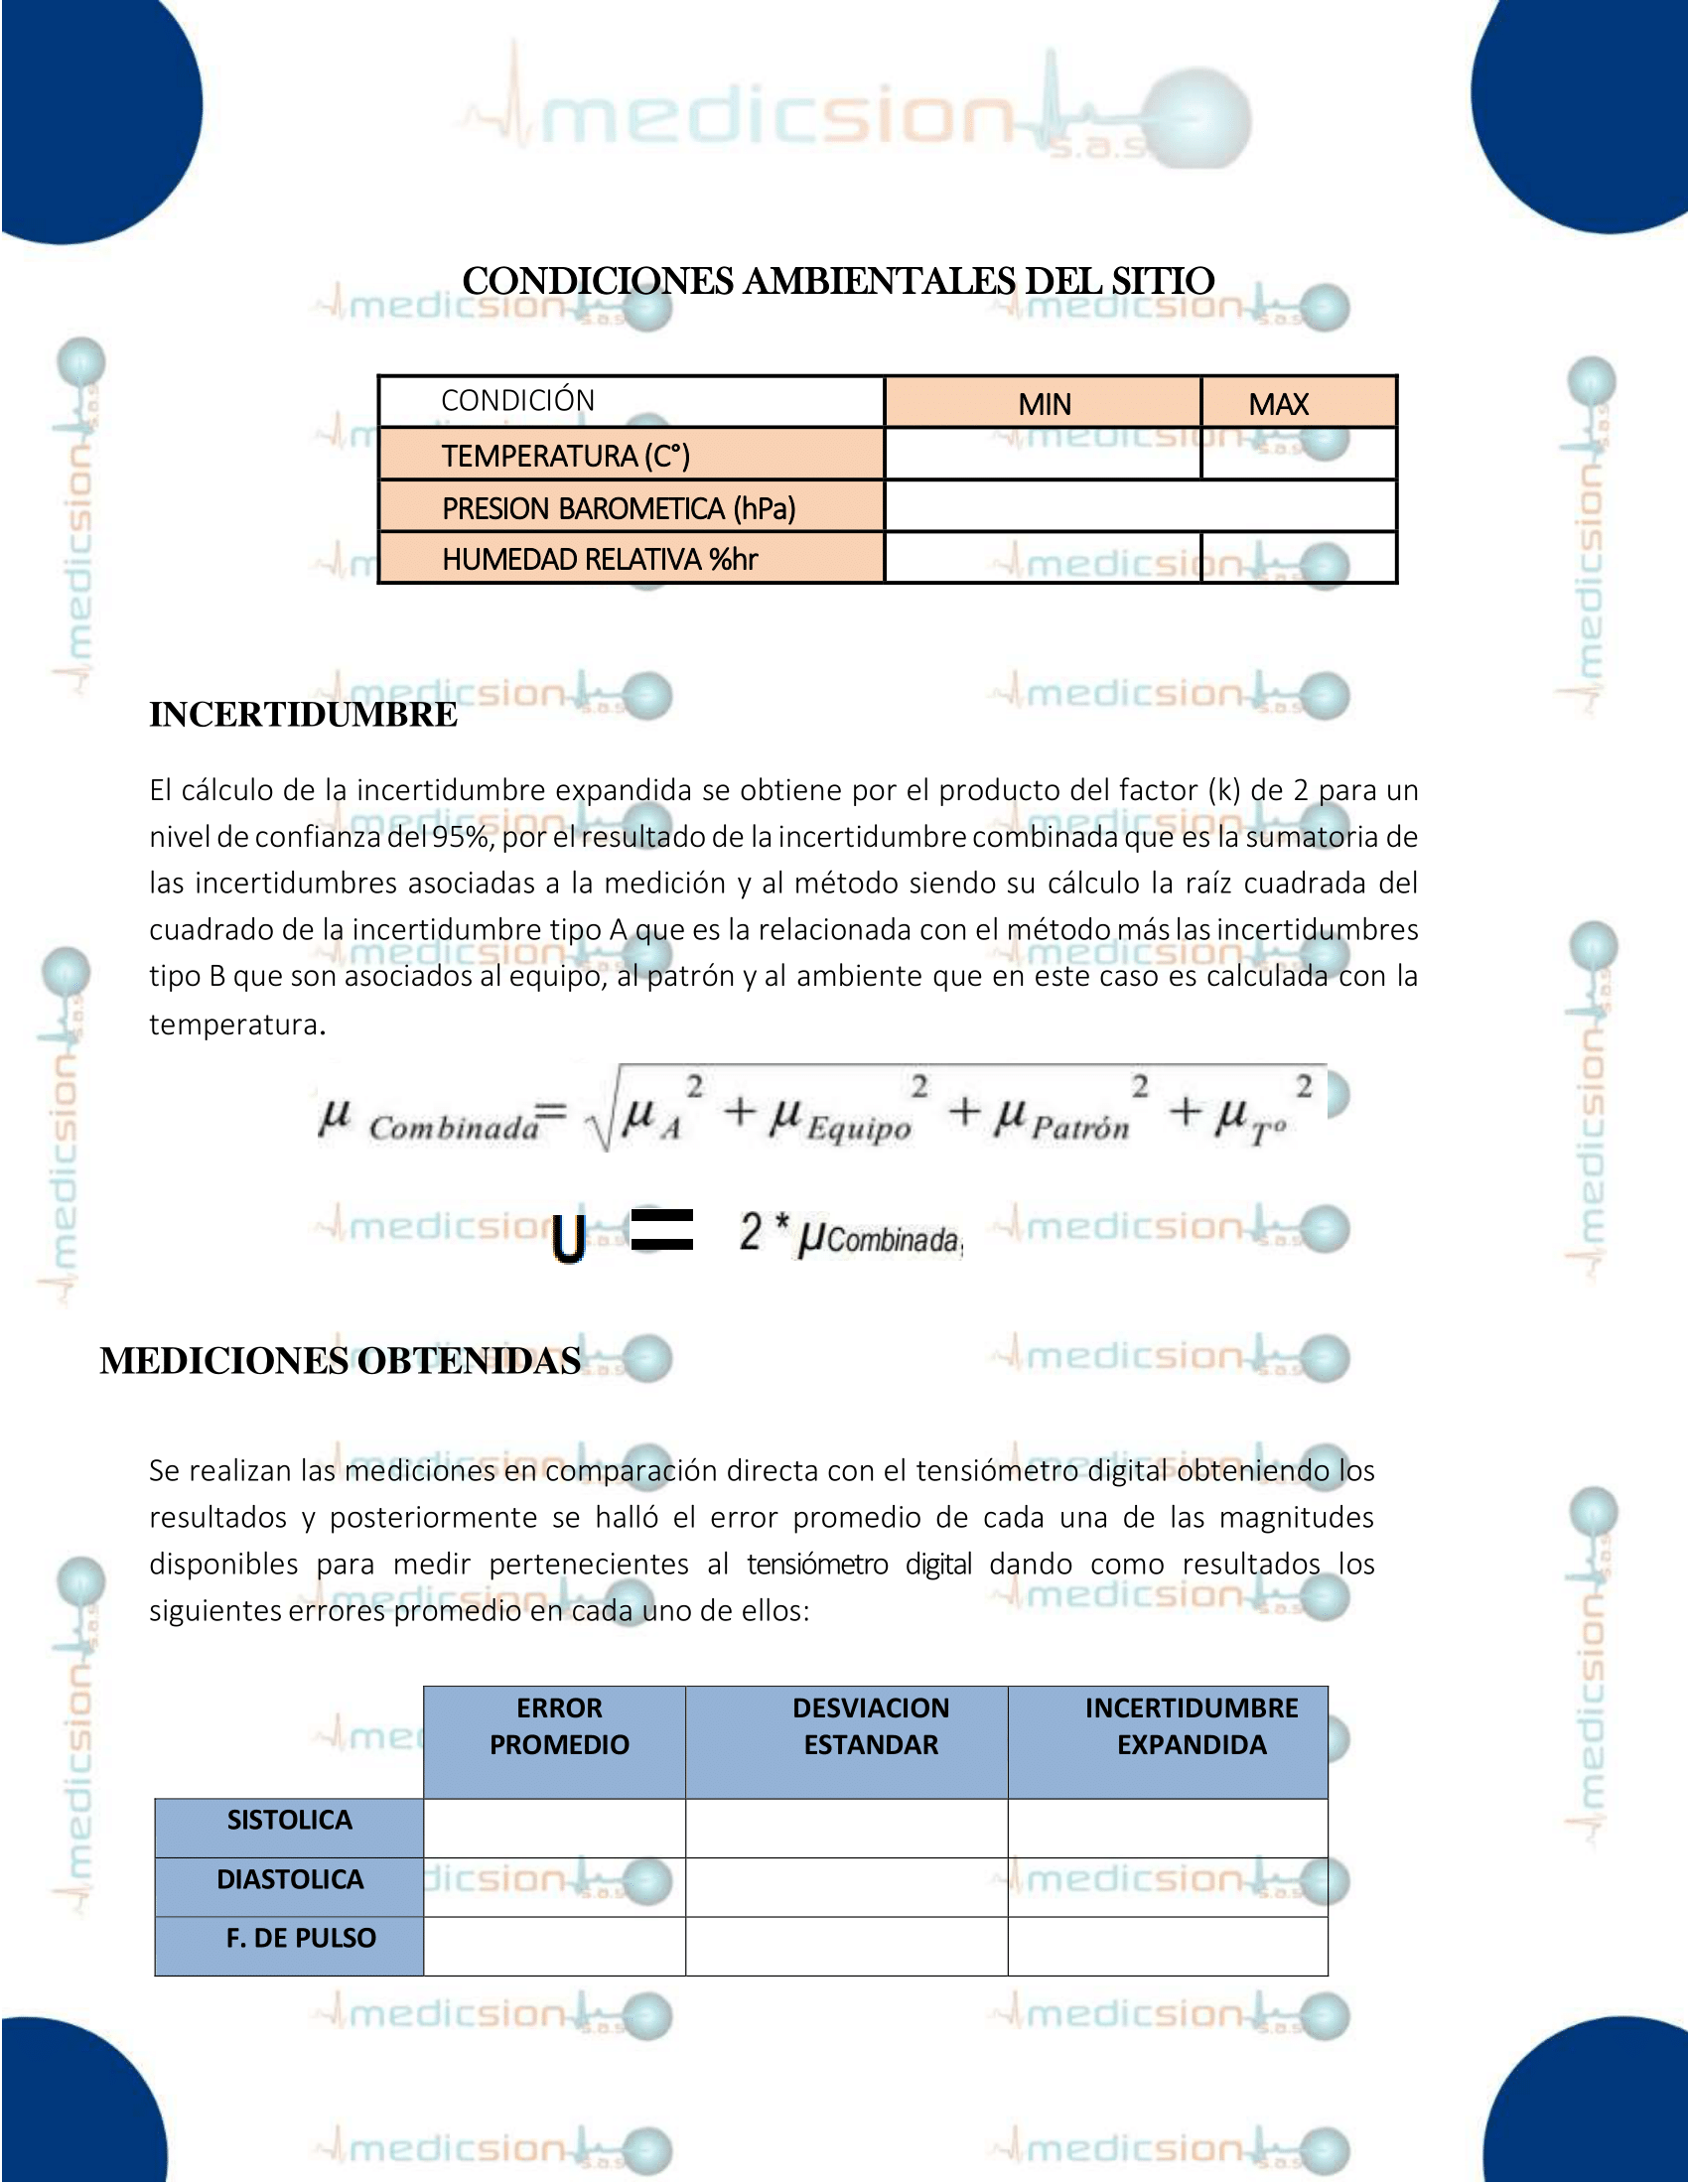 medicsion s.a.s
CONDICIONES AMBIENTALES DEL SITIO
CONDICIÓN MIN MAX
TEMPERATURA (C°)
PRESION BAROMETICA (hPa)
HUMEDAD RELATIVA %hr
INCERTIDUMBRE
El cálculo de la incertidumbre expandida se obtiene por el producto del factor (k) de 2 para un
nivel de confianza del 95%, por el resultado de la incertidumbre combinada que es la sumatoria de
las incertidumbres asociadas a la medición y al método siendo su cálculo la raíz cuadrada del
cuadrado de la incertidumbre tipo A que es la relacionada con el método más las incertidumbres
tipo B que son asociados al equipo, al patrón y al ambiente que en este caso es calculada con la
temperatura.
μ Combinada = √ μ A ² + μ Equipo ² + μ Patrón ² + μ T° ²
U = 2 * μ Combinada,
MEDICIONES OBTENIDAS
Se realizan las mediciones en comparación directa con el tensiómetro digital obteniendo los
resultados y posteriormente se halló el error promedio de cada una de las magnitudes
disponibles para medir pertenecientes al tensiómetro digital dando como resultados los
siguientes errores promedio en cada uno de ellos:
ERROR PROMEDIO DESVIACION ESTANDAR INCERTIDUMBRE EXPANDIDA
SISTOLICA
DIASTOLICA
F. DE PULSO